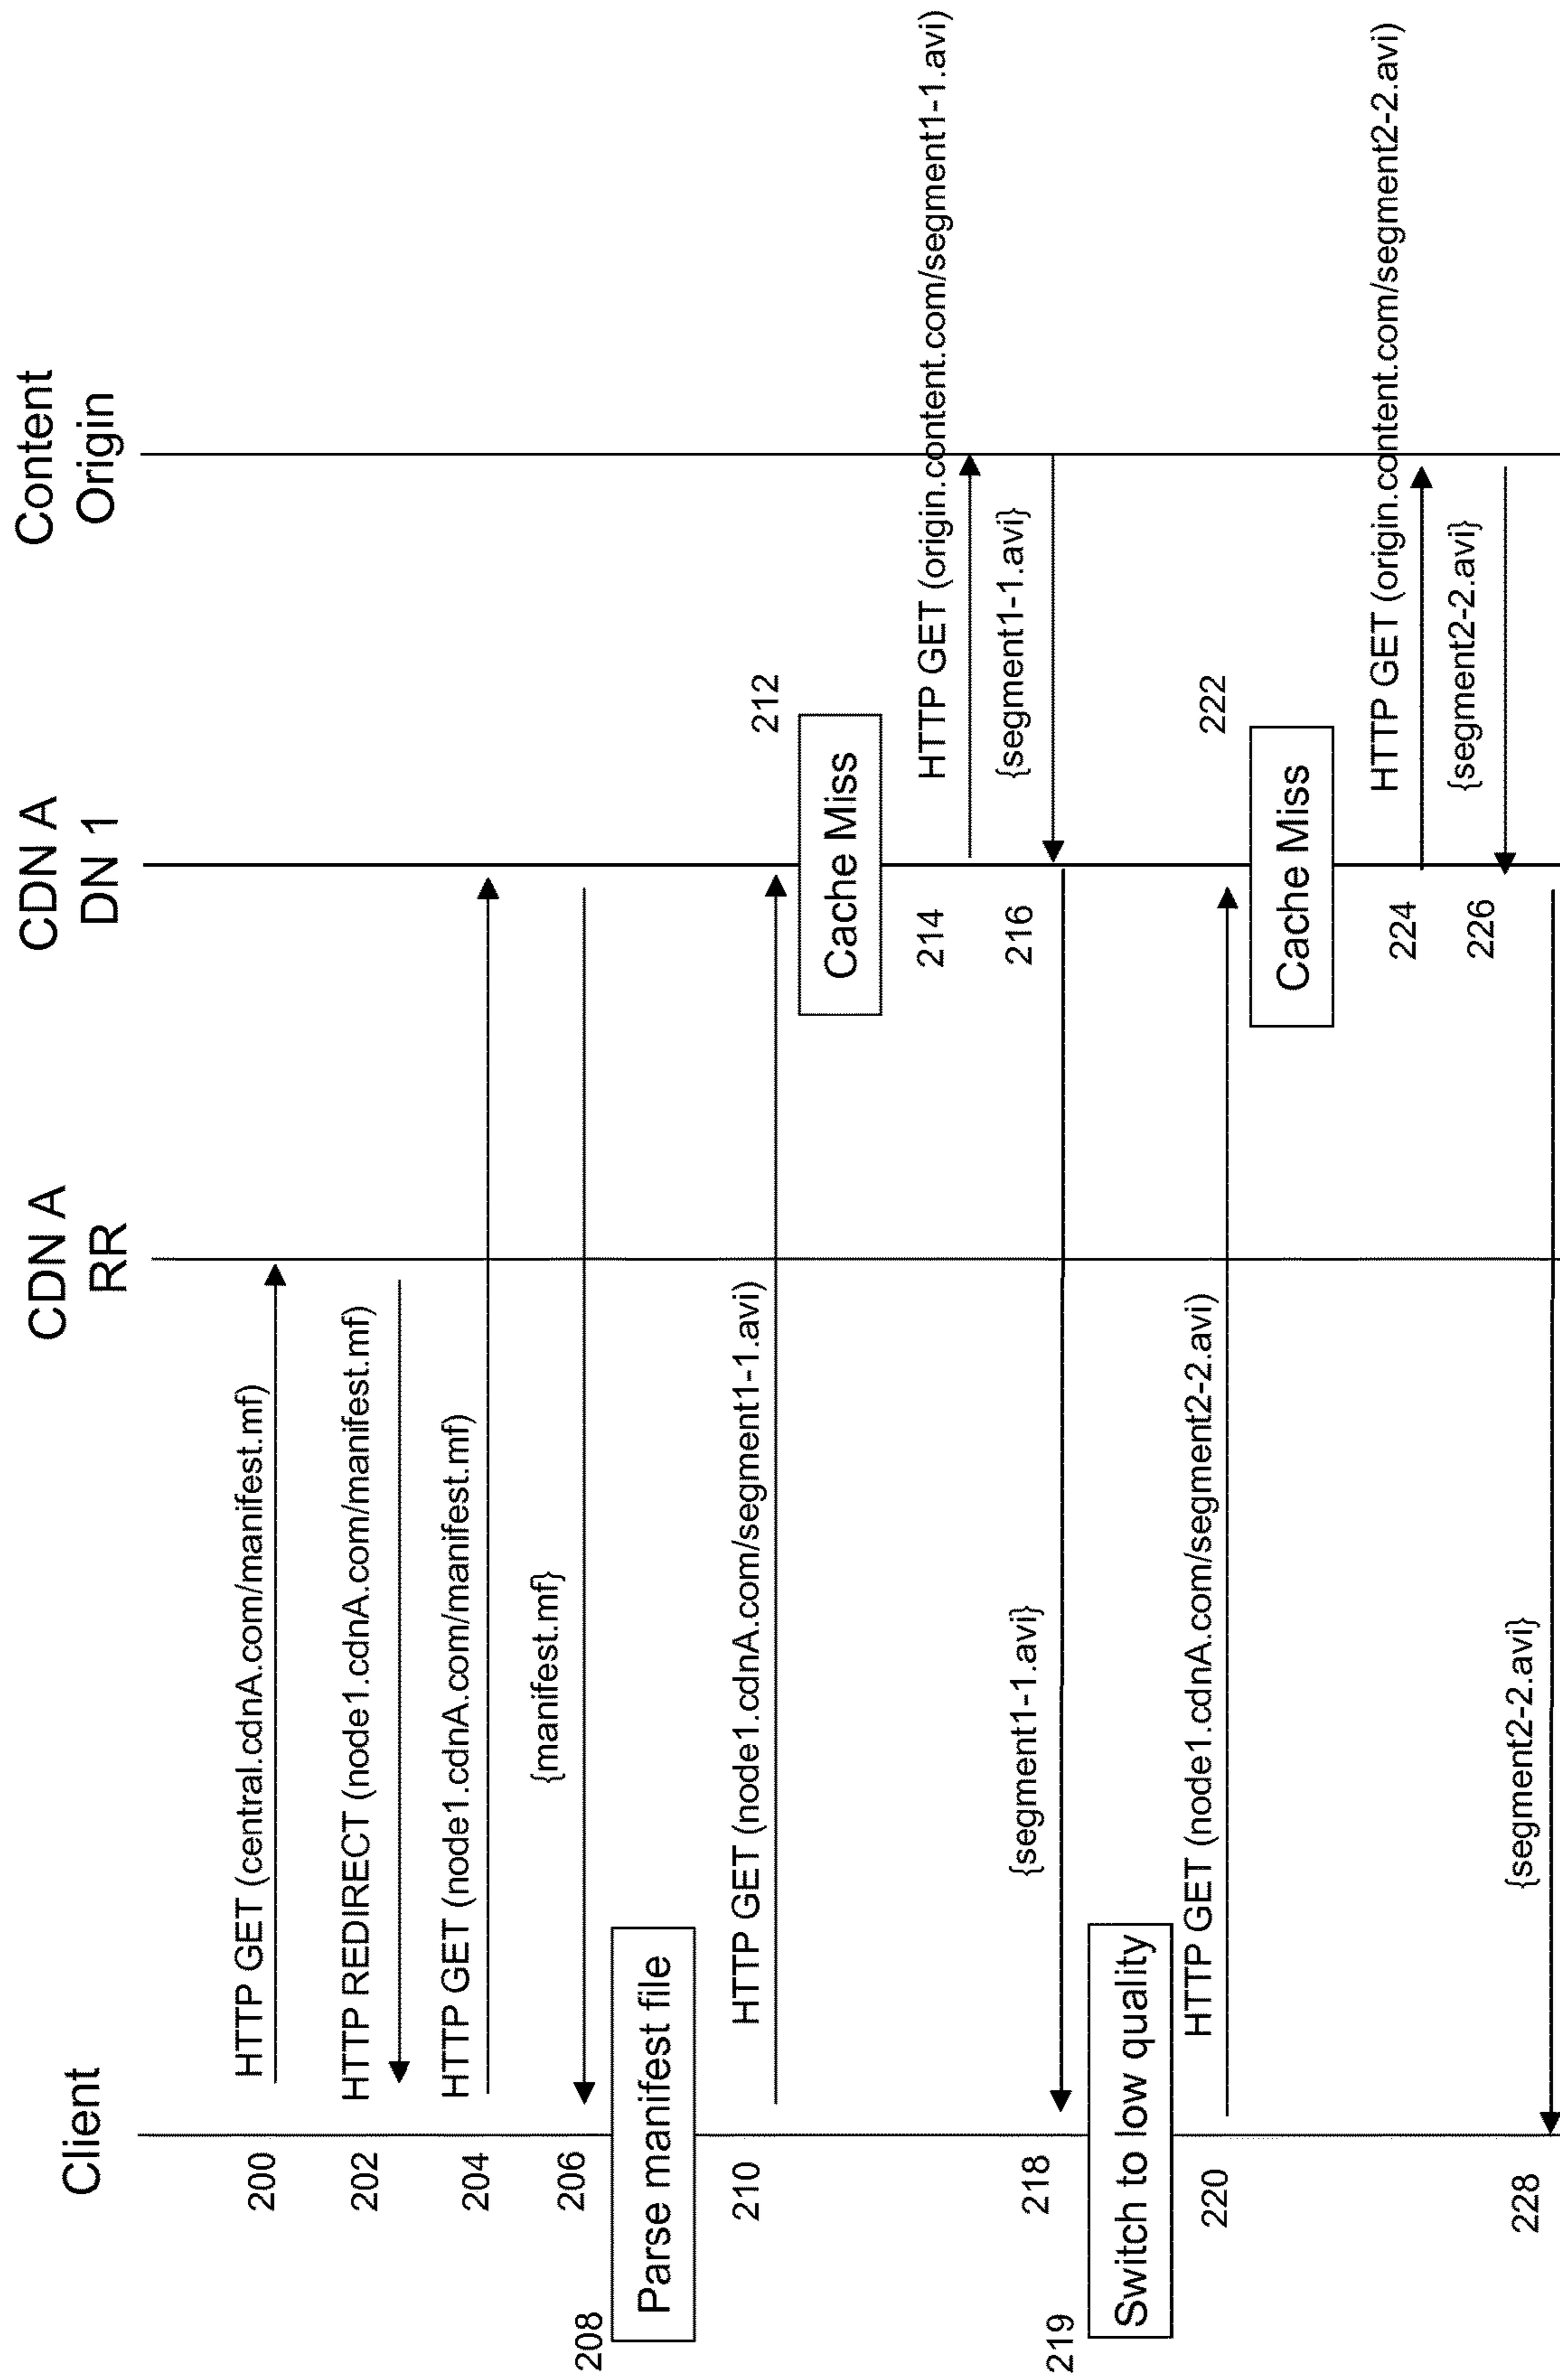 Client
CDN A
RR
CDN A
DN 1
Content
Origin
200
HTTP GET (central.cdnA.com/manifest.mf)
202
HTTP REDIRECT (node1.cdnA.com/manifest.mf)
204
HTTP GET (node1.cdnA.com/manifest.mf)
206
{manifest.mf}
208
Parse manifest file
210
HTTP GET (node1.cdnA.com/segment1-1.avi)
212
Cache Miss
214
HTTP GET (origin.content.com/segment1-1.avi)
216
{segment1-1.avi}
218
{segment1-1.avi}
219
Switch to low quality
220
HTTP GET (node1.cdnA.com/segment2-2.avi)
222
Cache Miss
224
HTTP GET (origin.content.com/segment2-2.avi)
226
{segment2-2.avi}
228
{segment2-2.avi}